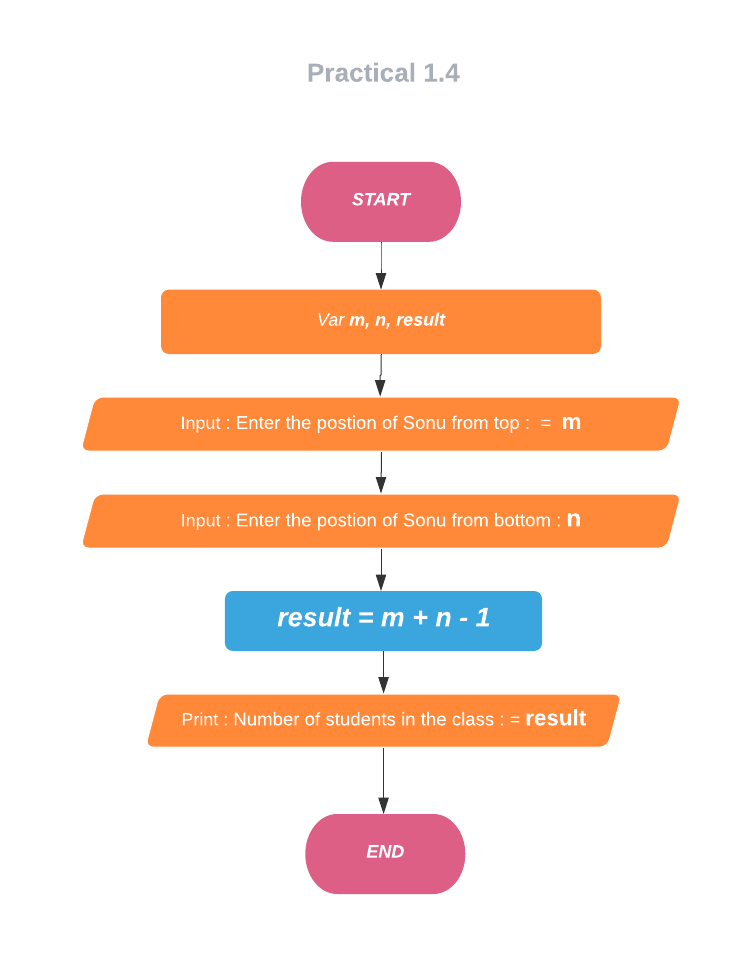 Practical 1.4
START
Var m, n, result
Input : Enter the postion of Sonu from top :  =  m
Input : Enter the postion of Sonu from bottom : n
result = m + n - 1
Print : Number of students in the class : = result
END